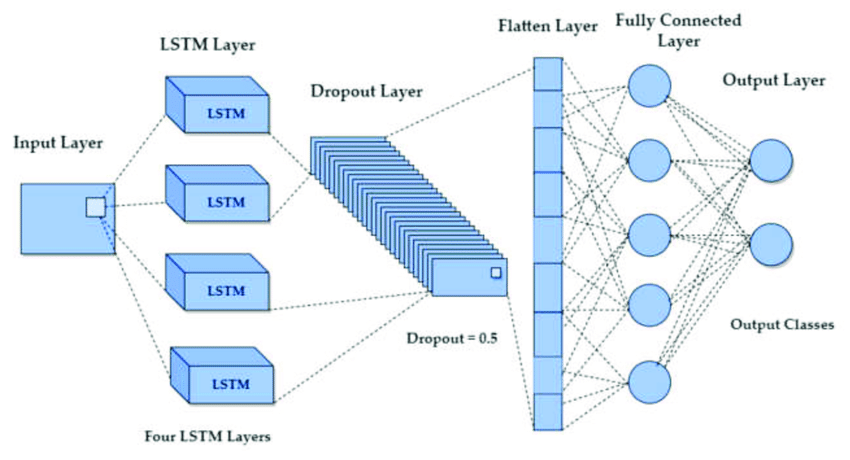 LSTM Layer
Flatten Layer
Fully Connected
Layer
Output Layer
Dropout Layer
Input Layer
LSTM
LSTM
LSTM
LSTM
Dropout = 0.5
Output Classes
Four LSTM Layers